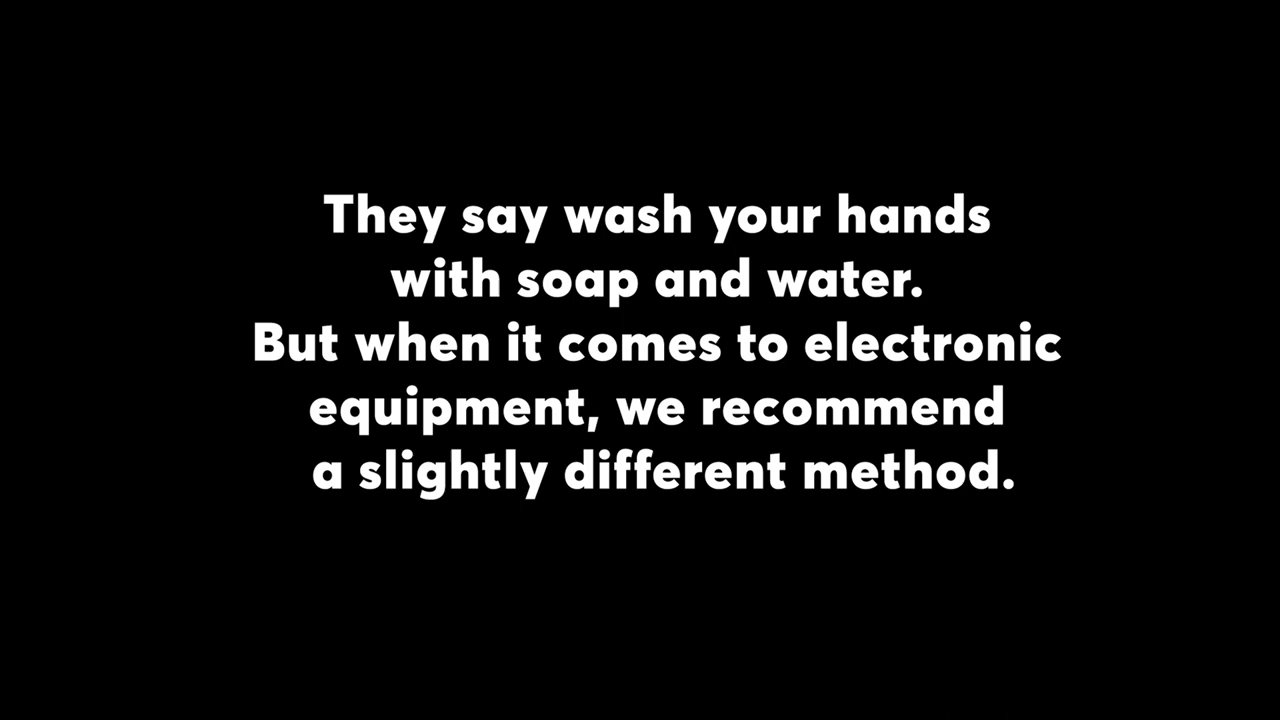 They say wash your hands
with soap and water.
But when it comes to electronic
equipment, we recommend
a slightly different method.